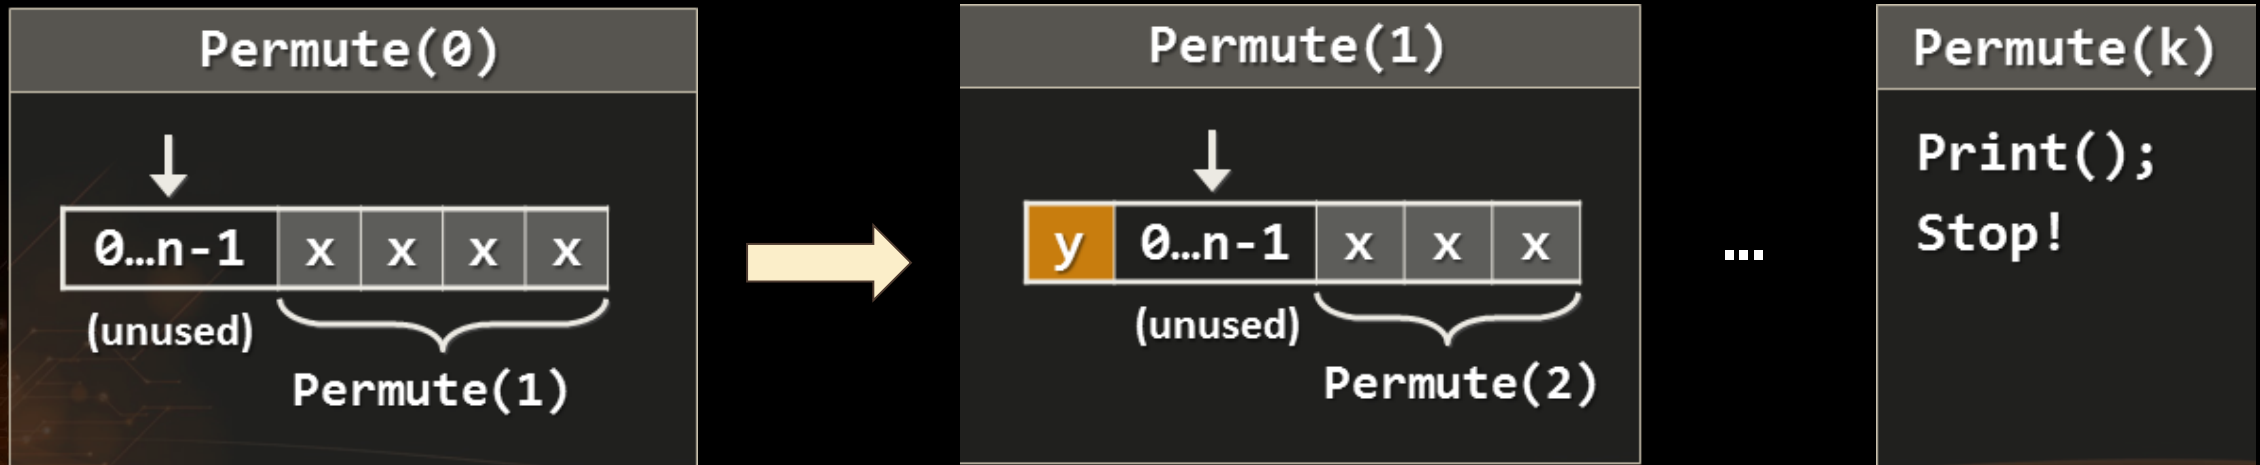 Permute(0)
0…n-1 x x x x
(unused)
Permute(1)
Permute(1)
y 0…n-1 x x x
(unused)
Permute(2)
…
Permute(k)
Print();
Stop!